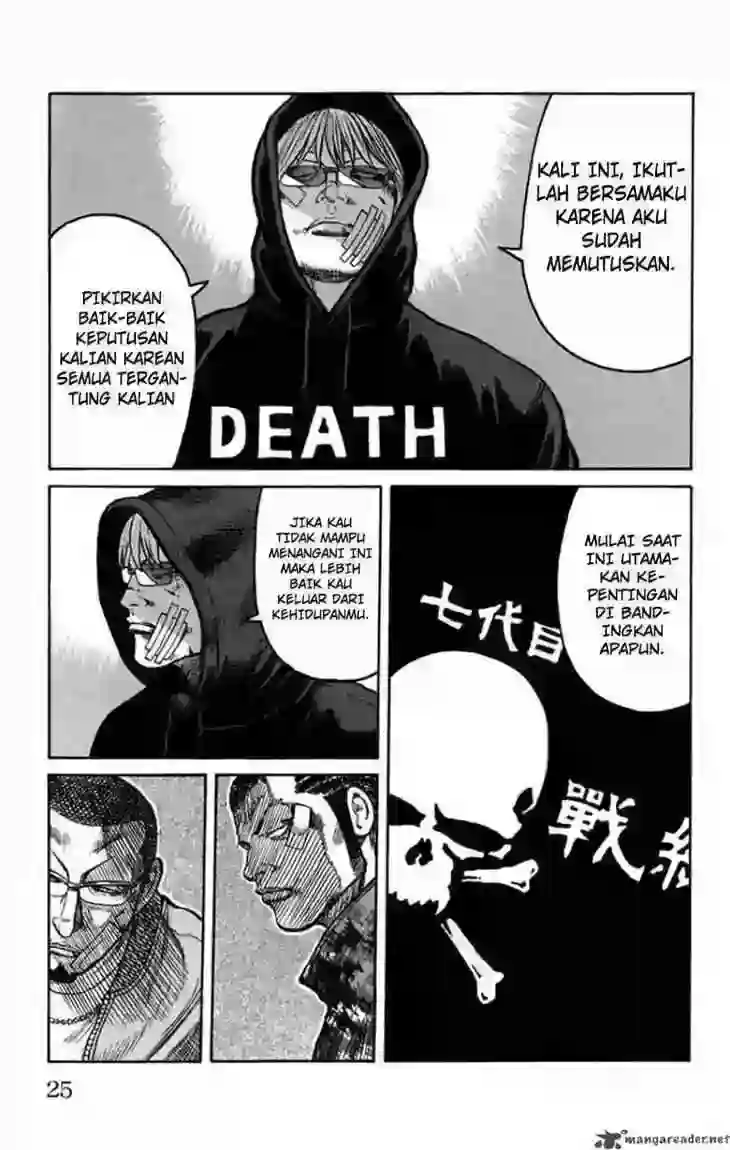 KALI INI, IKUT-
LAH BERSAMAKU
KARENA AKU
SUDAH
MEMUTUSKAN.
PIKIRKAN
BAIK-BAIK
KEPUTUSAN
KALIAN KAREAN
SEMUA TERGAN-
TUNG KALIAN
DEATH
MULAI SAAT
INI UTAMA-
KAN KE-
PENTINGAN
DI BAND-
INGKAN
APAPUN.
七代目
戰
JIKA KAU
TIDAK MAMPU
MENANGANI INI
MAKA LEBIH
BAIK KAU
KELUAR DARI
KEHIDUPANMU.
25
mangareader.net